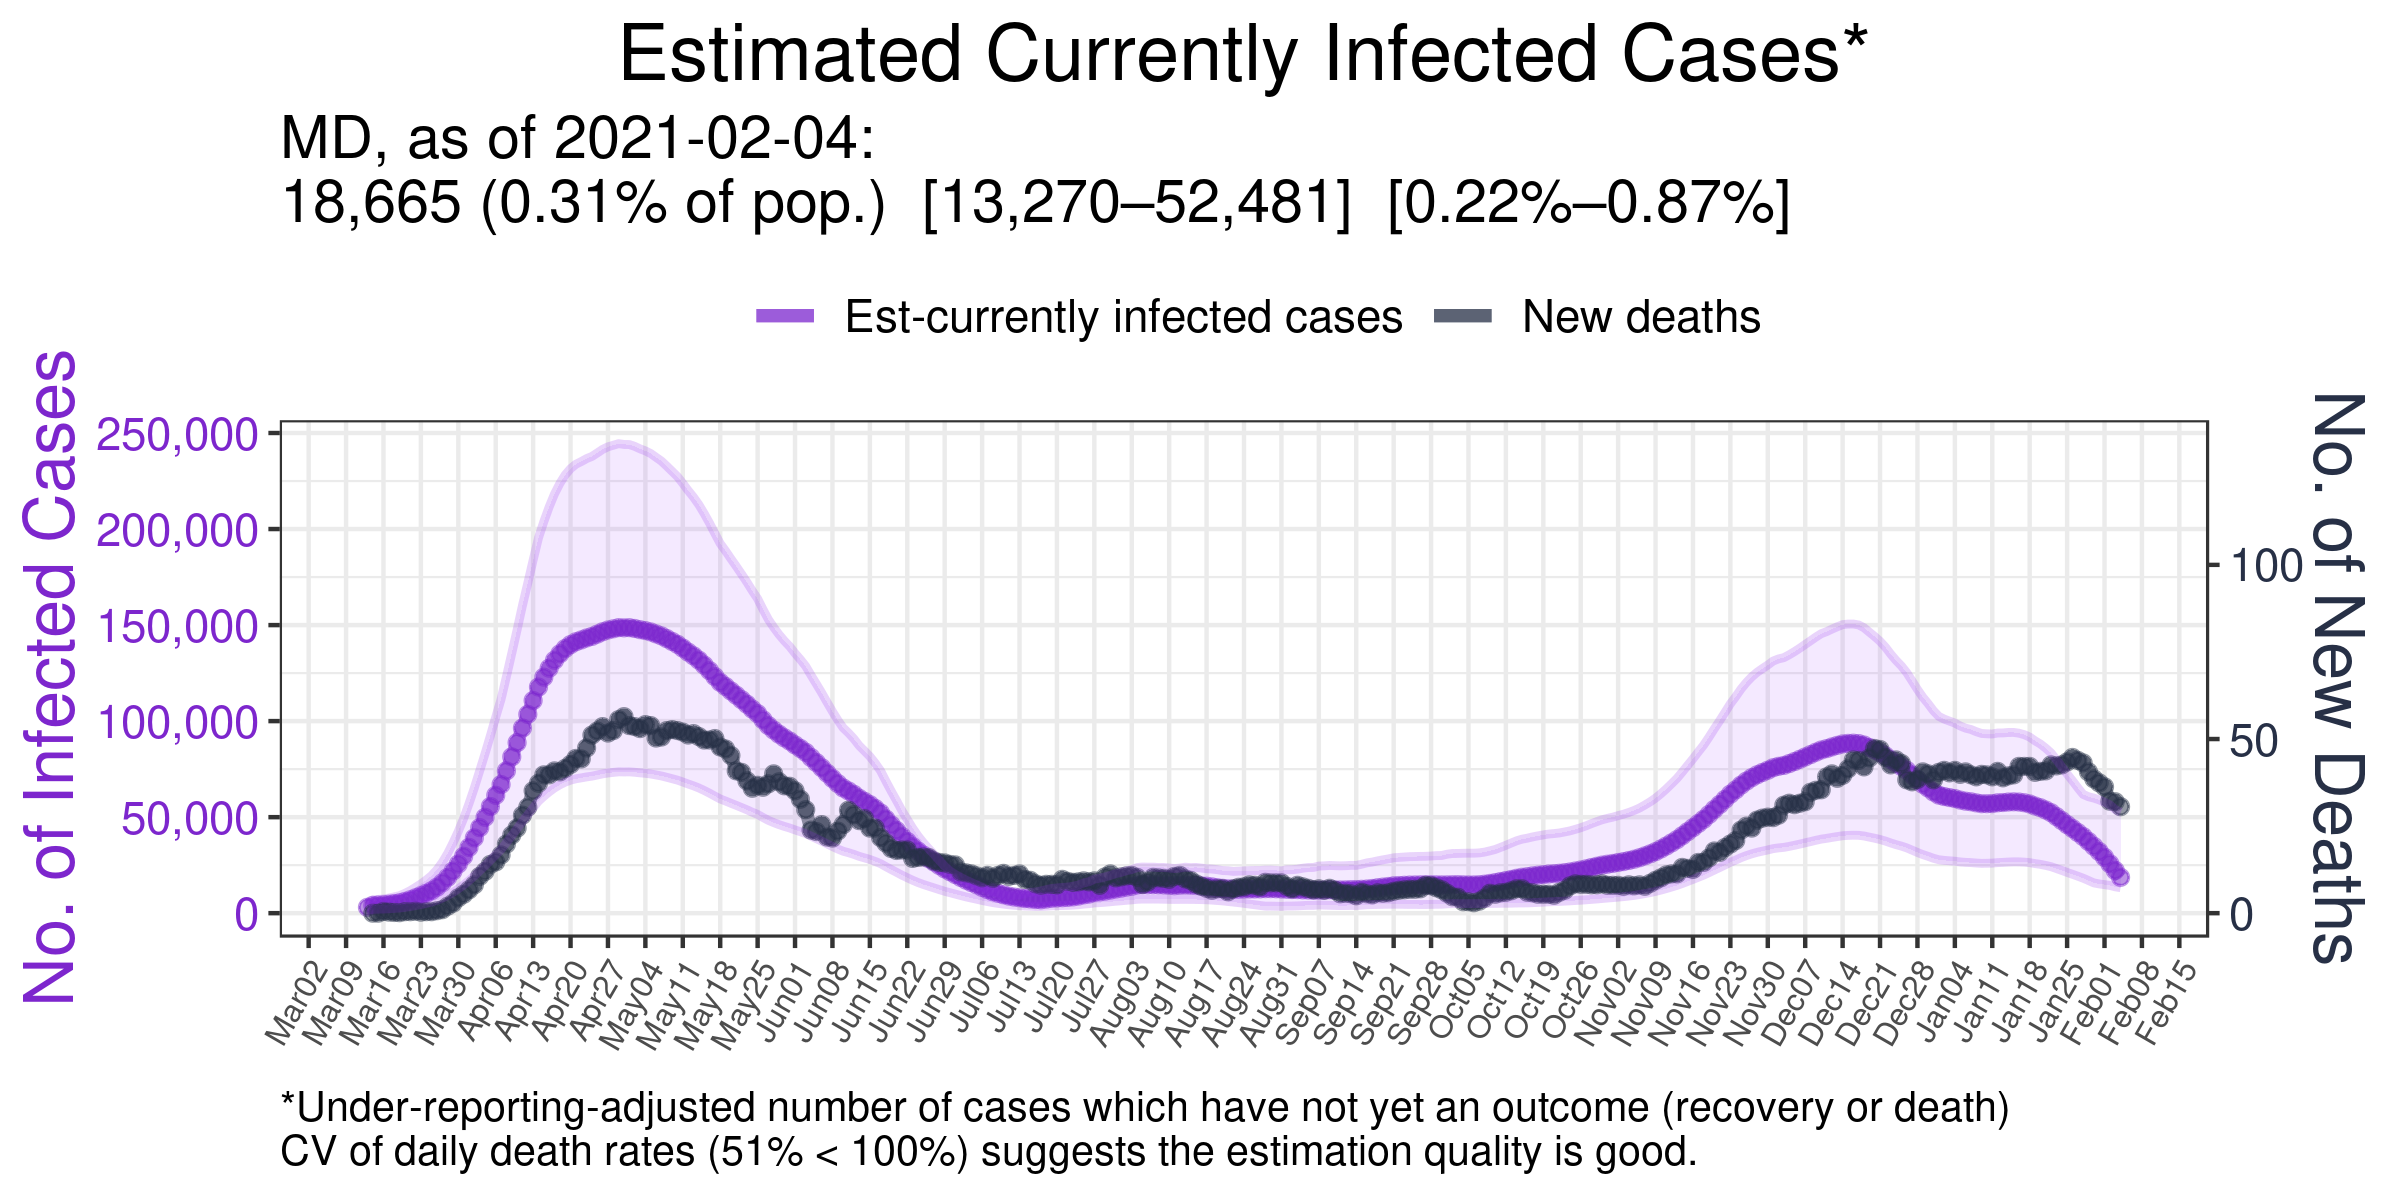 Estimated Currently Infected Cases*
MD, as of 2021-02-04:
18,665 (0.31% of pop.) [13,270–52,481] [0.22%–0.87%]
Est-currently infected cases New deaths
No. of Infected Cases
250,000
200,000
150,000
100,000
50,000
0
100
50
0
No. of New Deaths
Mar02 Mar09 Mar16 Mar23 Mar30 Apr06 Apr13 Apr20 Apr27 May04 May11 May18 May25 Jun01 Jun08 Jun15 Jun22 Jun29 Jul06 Jul13 Jul20 Jul27 Aug03 Aug10 Aug17 Aug24 Aug31 Sep07 Sep14 Sep21 Sep28 Oct05 Oct12 Oct19 Oct26 Nov02 Nov09 Nov16 Nov23 Nov30 Dec07 Dec14 Dec21 Dec28 Jan04 Jan11 Jan18 Jan25 Feb01 Feb08 Feb15
*Under-reporting-adjusted number of cases which have not yet an outcome (recovery or death)
CV of daily death rates (51% < 100%) suggests the estimation quality is good.